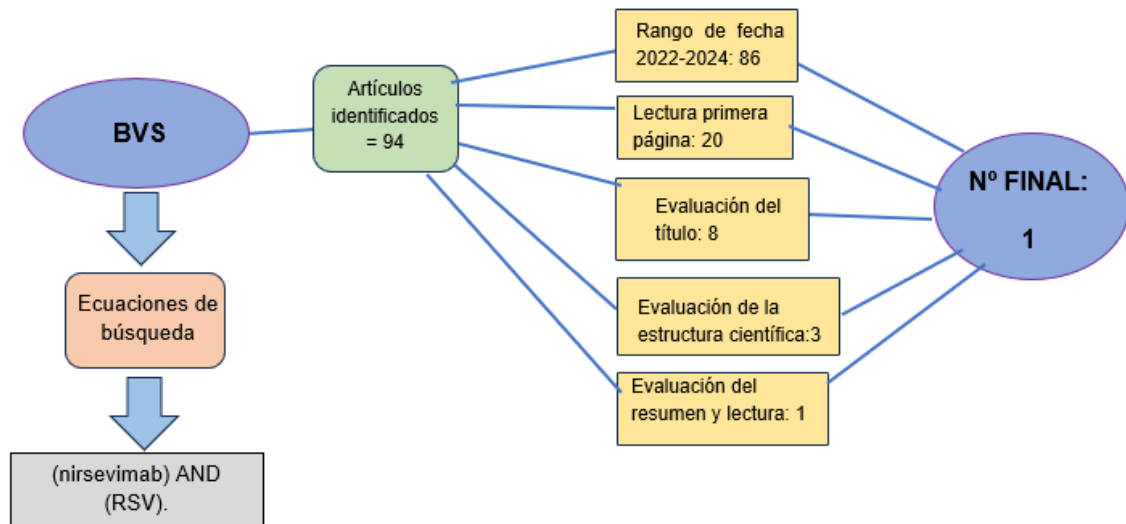 BVS
Ecuaciones de
búsqueda
(nirsevimab) AND
(RSV).
Artículos
identificados
= 94
Rango de fecha
2022-2024: 86
Lectura primera
página: 20
Evaluación del
título: 8
Evaluación de la
estructura científica:3
Evaluación del
resumen y lectura: 1
Nº FINAL:
1